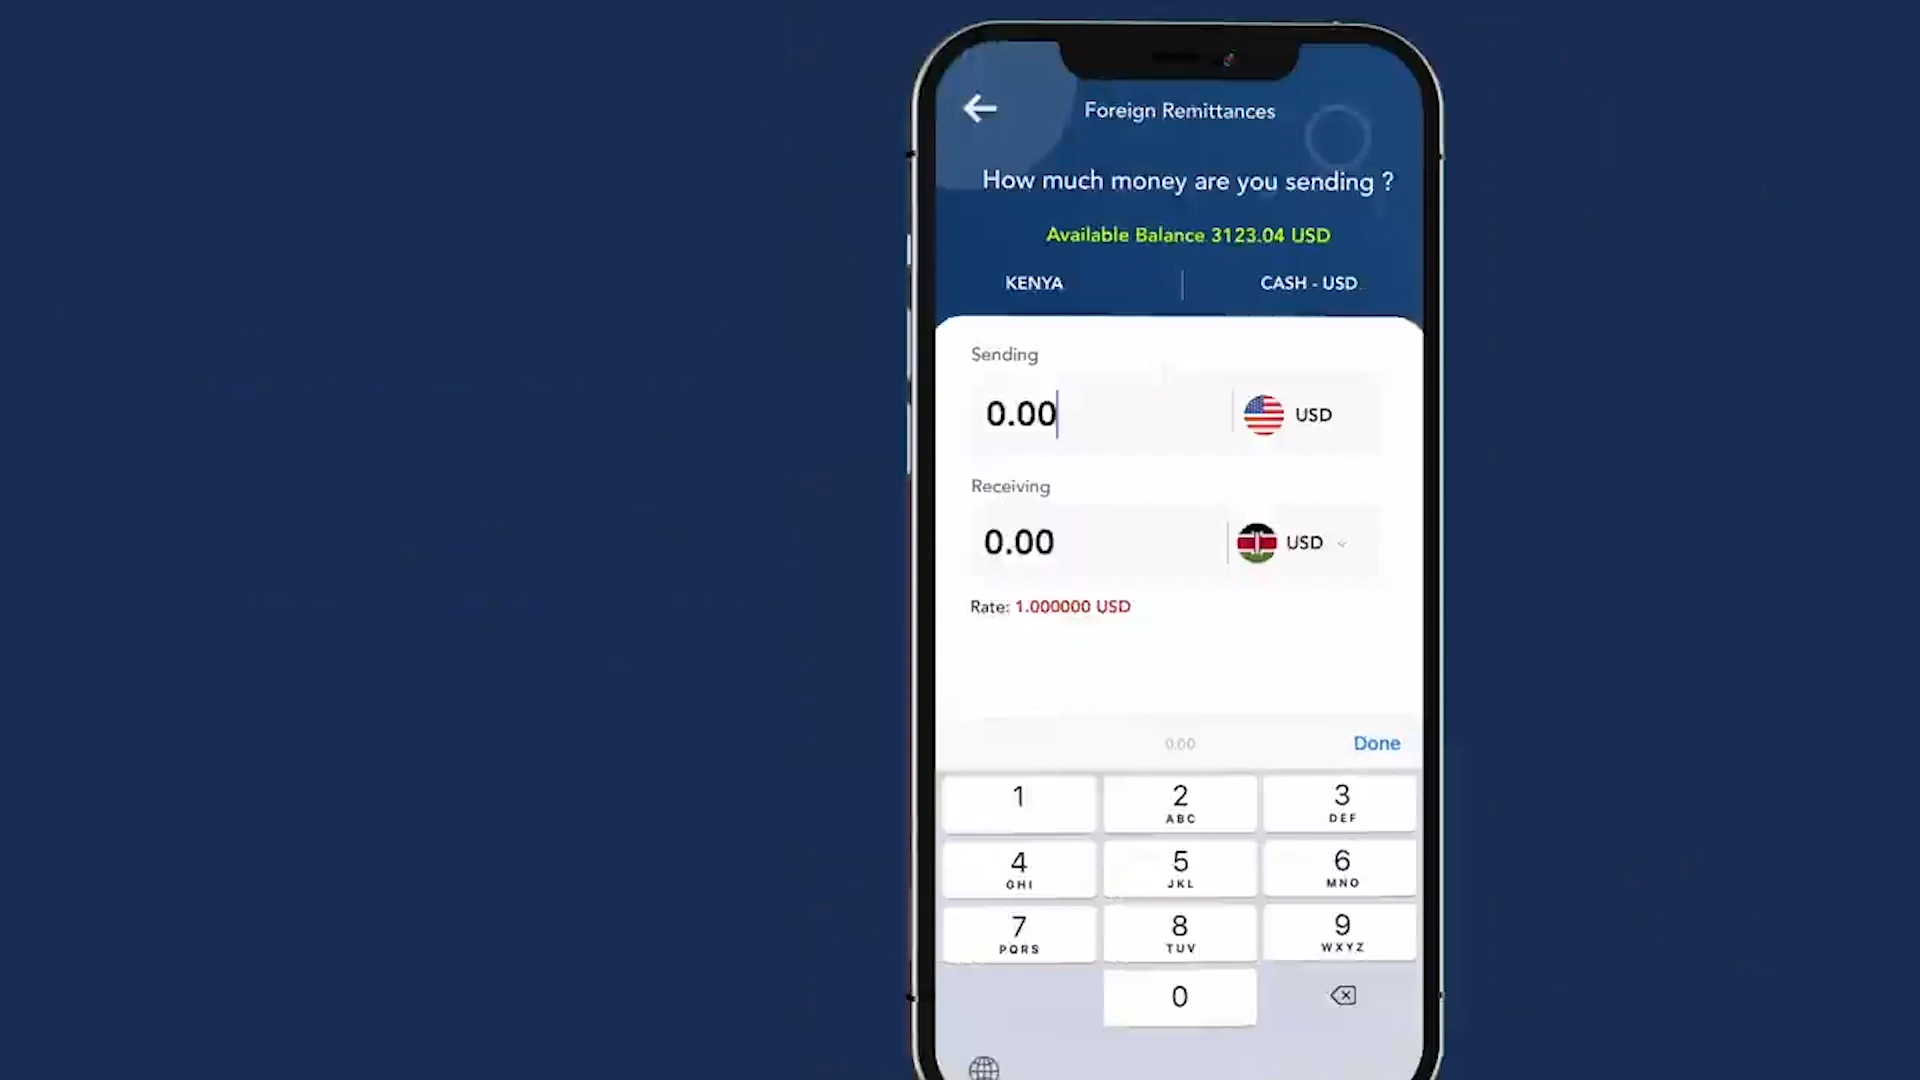 Foreign Remittances
How much money are you sending ?
Available Balance 3123.04 USD
KENYA
CASH - USD
Sending
0.00
USD
Receiving
0.00
USD
Rate: 1.000000 USD
0.00
Done
1
2
ABC
3
DEF
4
GHI
5
JKL
6
MNO
7
PQRS
8
TUV
9
WXYZ
0